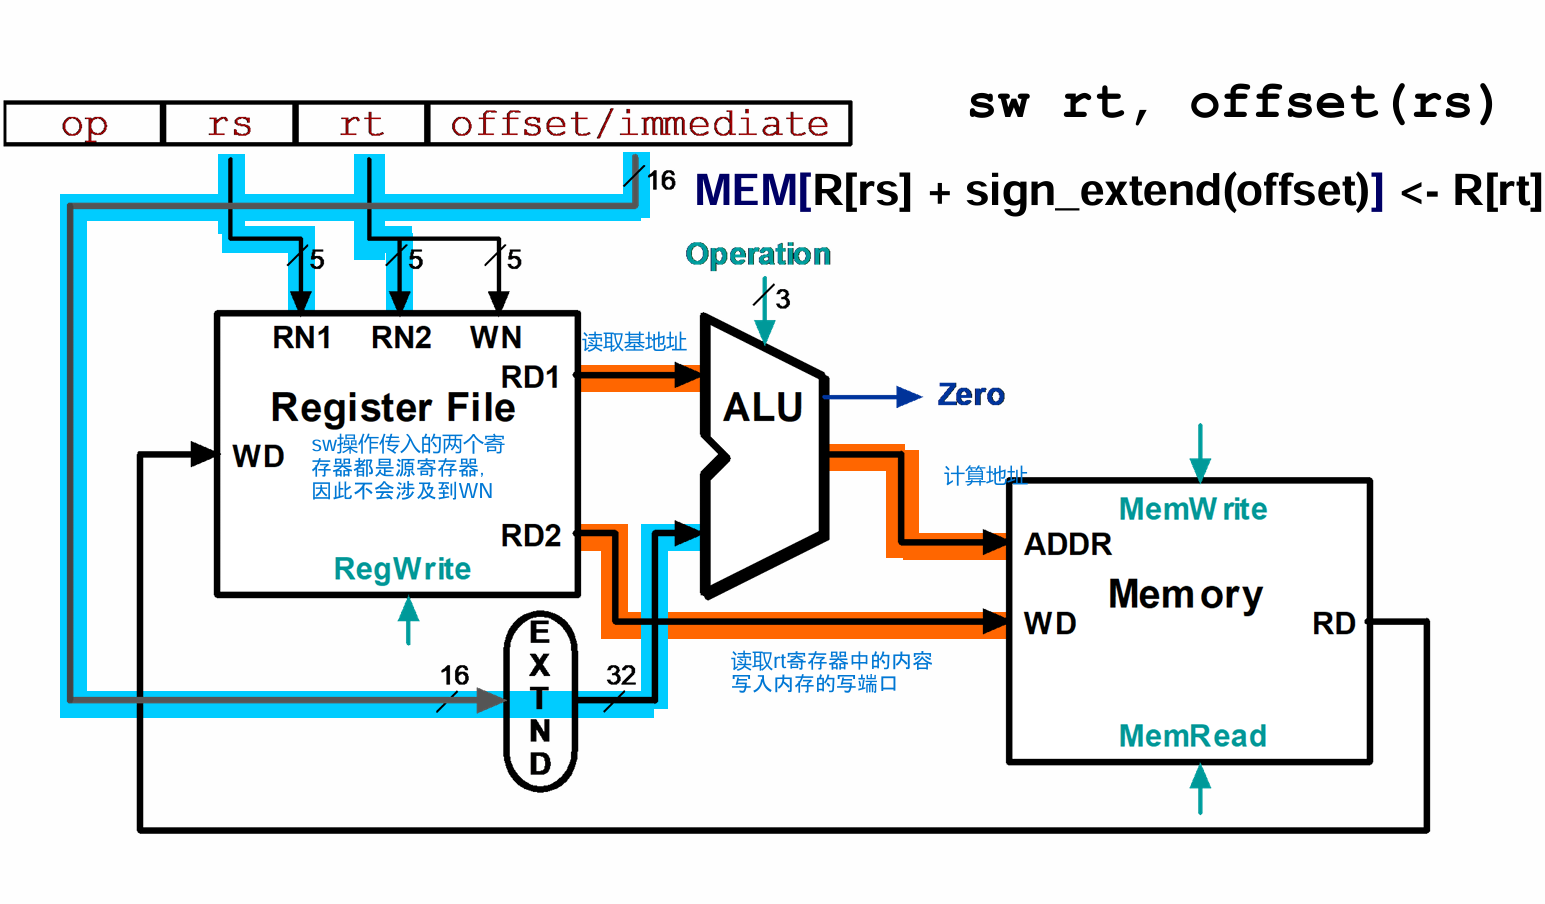 sw rt, offset(rs)
op rs rt offset/immediate
16
MEM[R[rs] + sign_extend(offset)] <- R[rt]
5 5 5
Operation
3
RN1 RN2 WN
读取基地址
RD1
ALU
Zero
Register File
sw操作传入的两个寄
存器都是源寄存器,
因此不会涉及到WN
WD
计算地址
MemWrite
RD2
ADDR
RegWrite
Memory
WD
RD
EXTND
读取rt寄存器中的内容
写入内存的写端口
16
32
MemRead